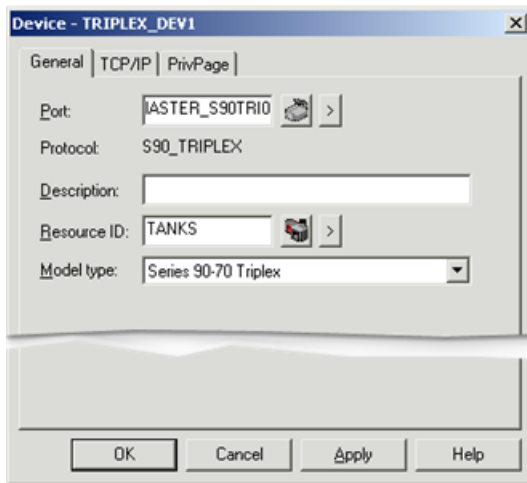 Device - TRIPLEX_DEV1
General TCP/IP PrivPage
Port: IASTER_S90TRIO >
Protocol: S90_TRIPLEX
Description:
Resource ID: TANKS >
Model type: Series 90-70 Triplex
OK Cancel Apply Help